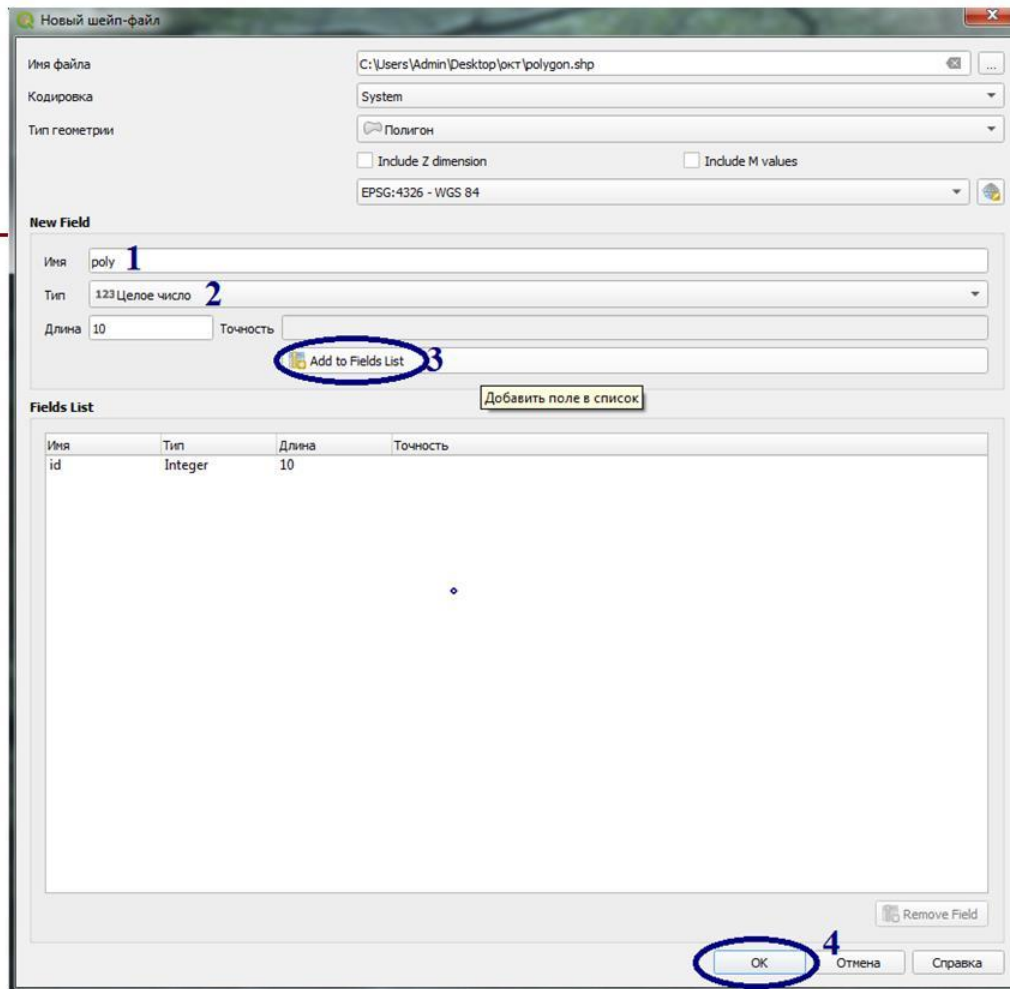 Новый шейп-файл
Имя файла C:\Users\Admin\Desktop\окт\polygon.shp ...
Кодировка System
Тип геометрии Полигон
Include Z dimension Include M values
EPSG:4326 - WGS 84
New Field
Имя poly 1
Тип 123 Целое число 2
Длина 10 Точность
Add to Fields List 3
Добавить поле в список
Fields List
Имя Тип Длина Точность
id Integer 10
Remove Field
4
OK Отмена Справка